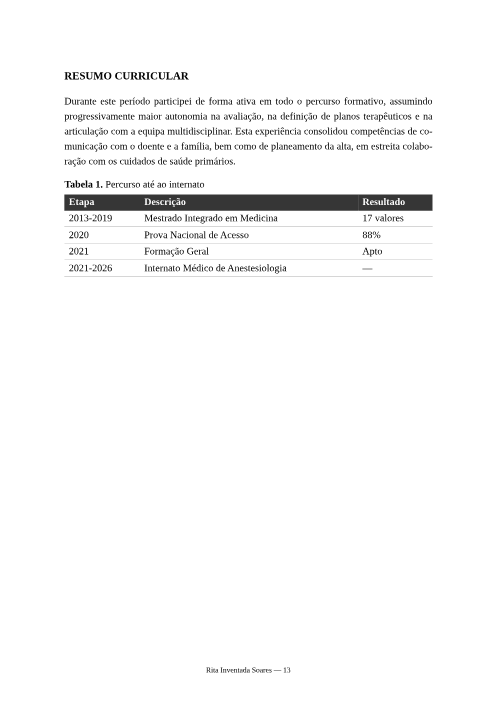 RESUMO CURRICULAR
Durante este período participei de forma ativa em todo o percurso formativo, assumindo
progressivamente maior autonomia na avaliação, na definição de planos terapêuticos e na
articulação com a equipa multidisciplinar. Esta experiência consolidou competências de co-
municação com o doente e a família, bem como de planeamento da alta, em estreita colabo-
ração com os cuidados de saúde primários.
Tabela 1. Percurso até ao internato
Etapa Descrição Resultado
2013-2019 Mestrado Integrado em Medicina 17 valores
2020 Prova Nacional de Acesso 88%
2021 Formação Geral Apto
2021-2026 Internato Médico de Anestesiologia —
Rita Inventada Soares — 13